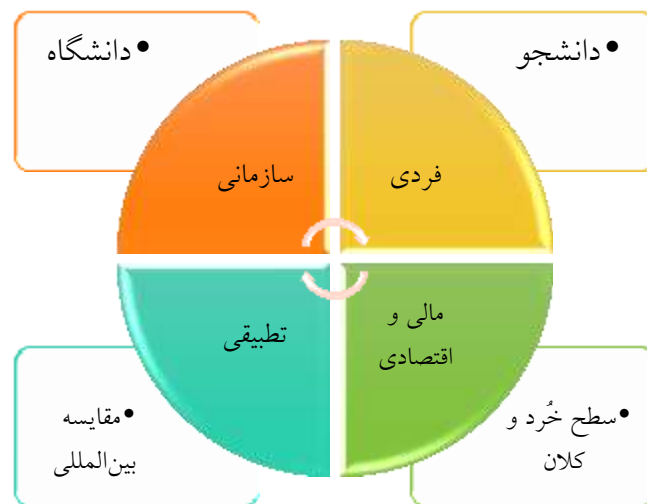 •دانشجو
•دانشگاه
فردی
سازمانی
مالی و
اقتصادی
تطبیقی
•سطح خُرد و
کلان
•مقایسه
بین‌المللی